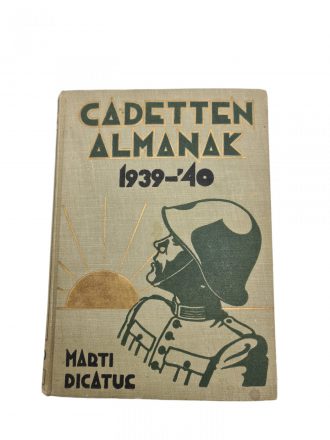 CADETTEN
ALMANAK
1939-'40
MARTI
DICATUS